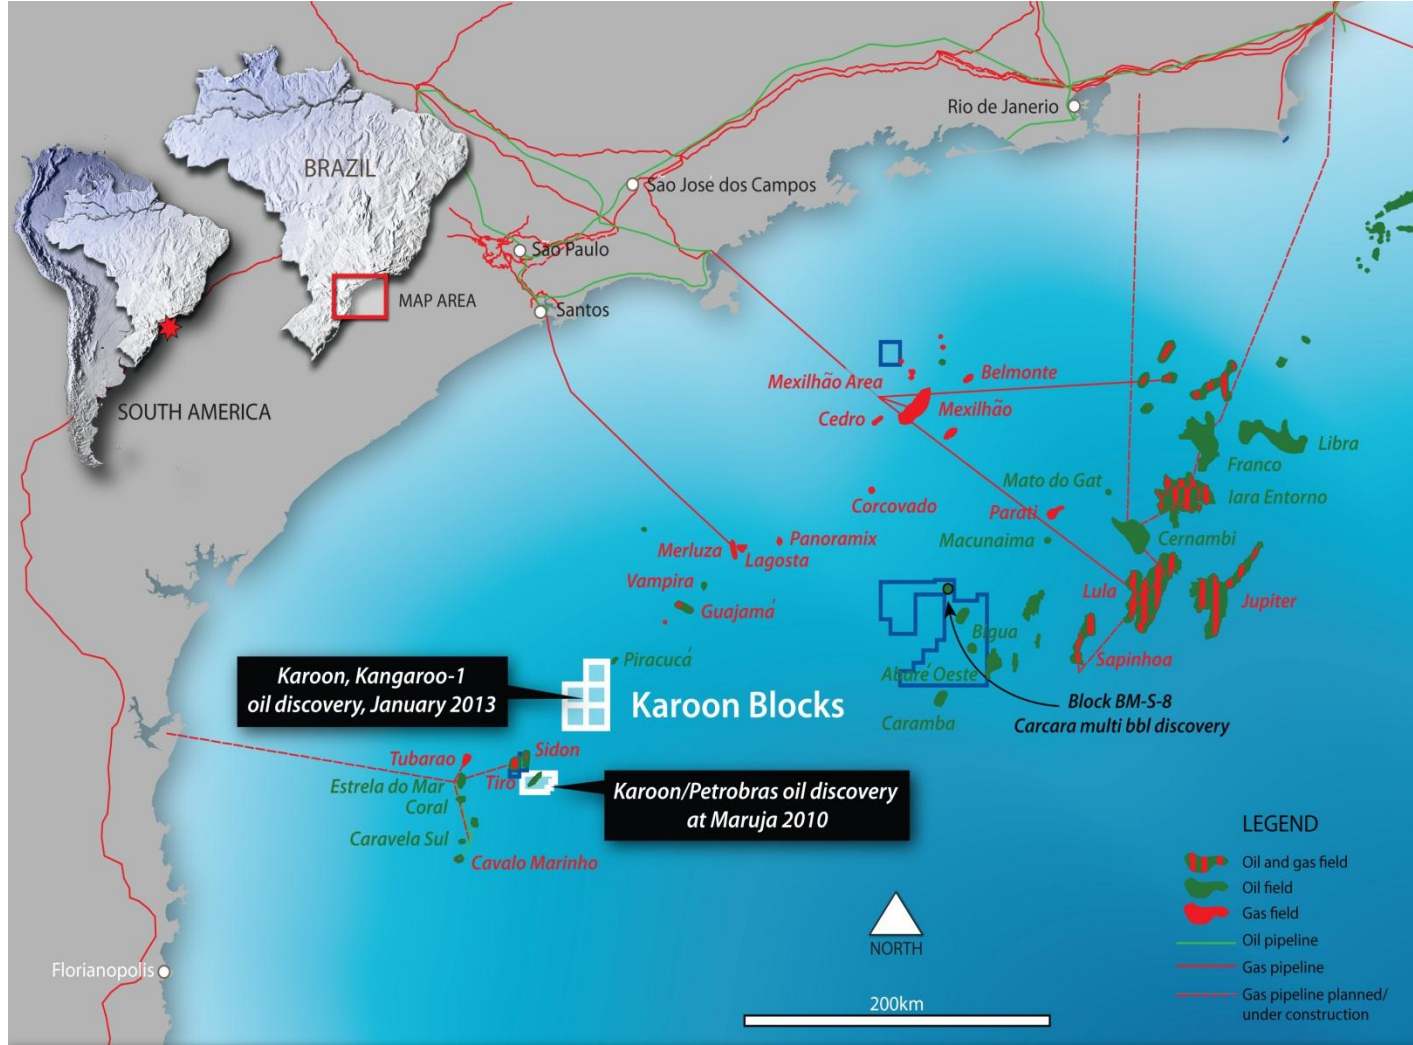 BRAZIL
MAP AREA
SOUTH AMERICA
Rio de Janerio
Sao Jose dos Campos
Sao Paulo
Santos
Mexilhão Area
Belmonte
Cedro
Mexilhão
Libra
Franco
Mato do Gat
Iara Entorno
Corcovado
Parati
Panoramix
Macunaima
Cernambi
Merluza
Lagosta
Vampira
Lula
Jupiter
Guajamá
Bigua
Piracucá
Sapinhoa
Abaré Oeste
Karoon, Kangaroo-1
oil discovery, January 2013
Karoon Blocks
Block BM-S-8
Carcara multi bbl discovery
Caramba
Tubarao
Sidon
Estrela do Mar
Tiro
Coral
Karoon/Petrobras oil discovery
at Maruja 2010
Caravela Sul
Cavalo Marinho
Florianopolis
NORTH
200km
LEGEND
Oil and gas field
Oil field
Gas field
Oil pipeline
Gas pipeline
Gas pipeline planned/
under construction